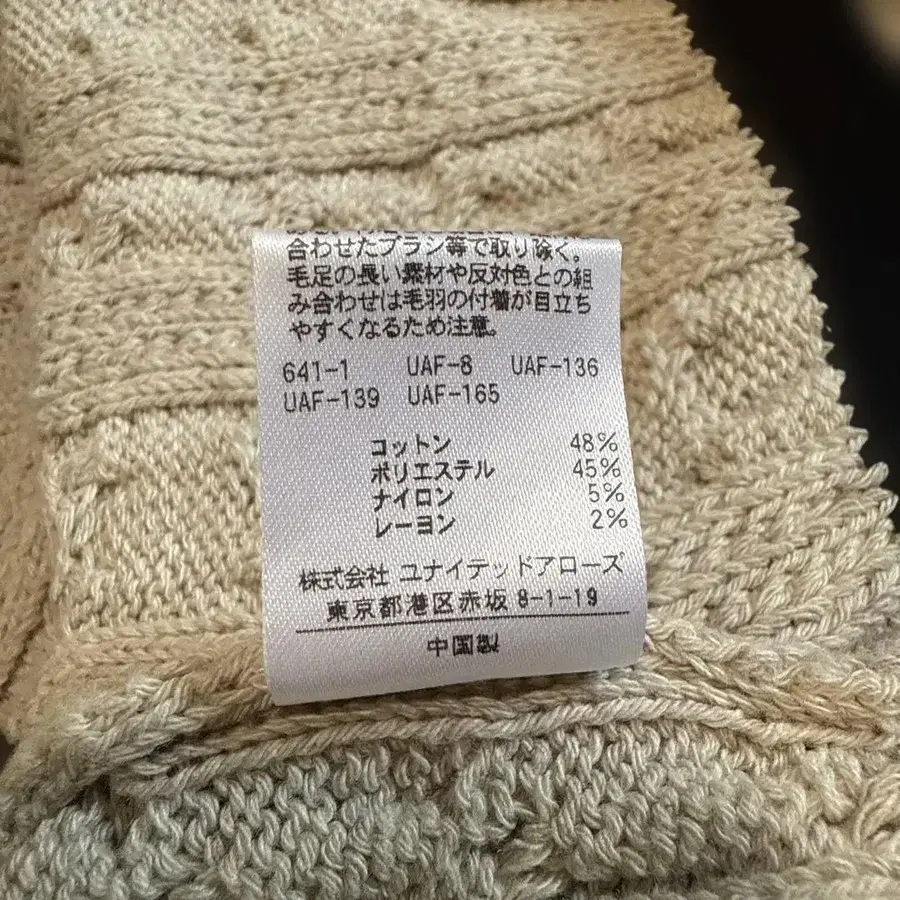 合わせたブラシ等で取り除く。
毛足の長い素材や反対色との組
み合わせは毛羽の付着が目立ち
やすくなるため注意。
641-1 UAF-8 UAF-136
UAF-139 UAF-165
コットン 48%
ポリエステル 45%
ナイロン 5%
レーヨン 2%
株式会社 ユナイテッドアローズ
東京都港区赤坂 8-1-19
中国製